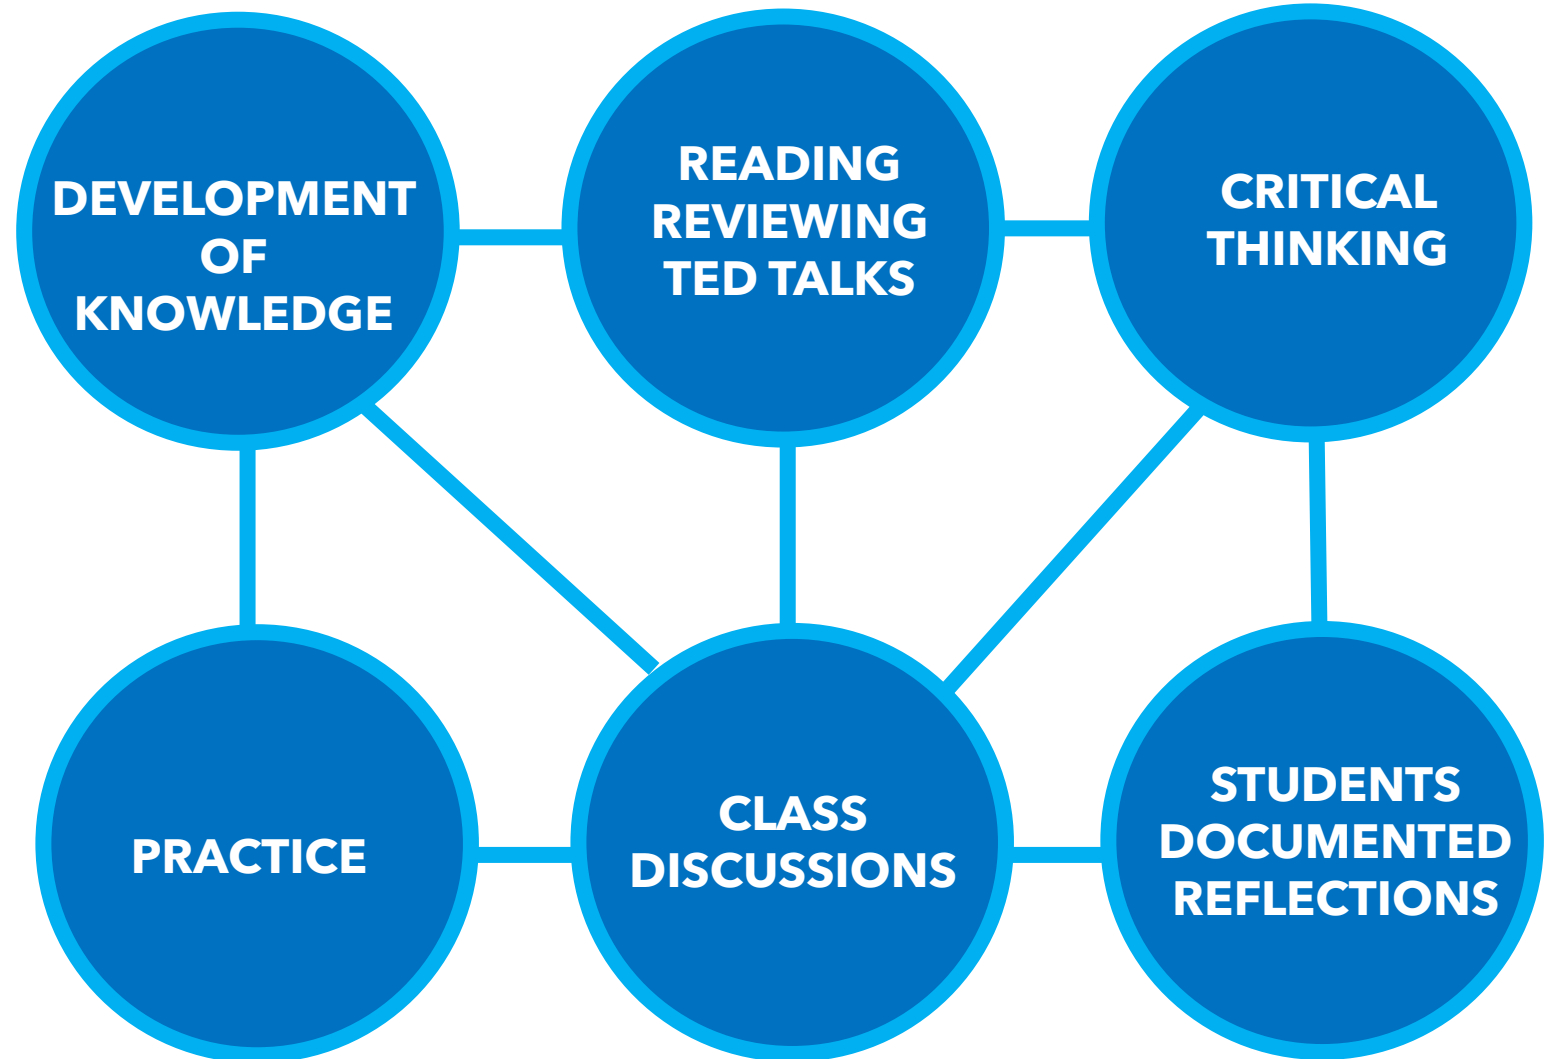 DEVELOPMENT
OF
KNOWLEDGE
READING
REVIEWING
TED TALKS
CRITICAL
THINKING
PRACTICE
CLASS
DISCUSSIONS
STUDENTS
DOCUMENTED
REFLECTIONS